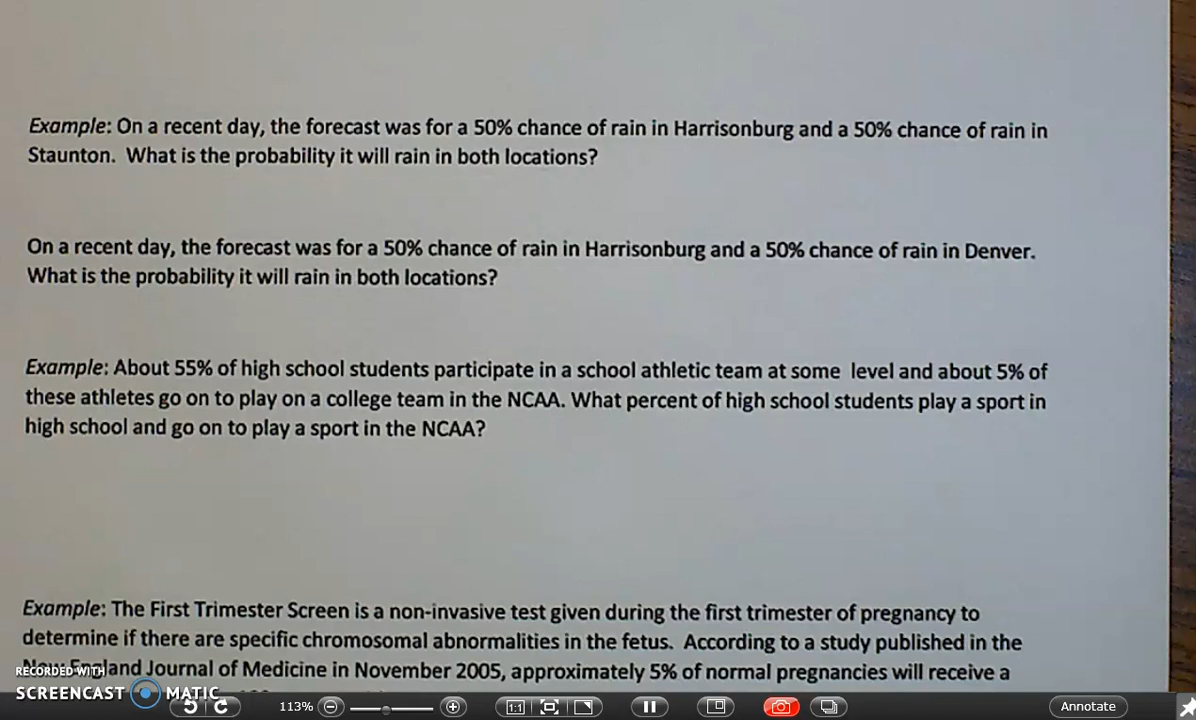 Example: On a recent day, the forecast was for a 50% chance of rain in Harrisonburg and a 50% chance of rain in
Staunton. What is the probability it will rain in both locations?
On a recent day, the forecast was for a 50% chance of rain in Harrisonburg and a 50% chance of rain in Denver.
What is the probability it will rain in both locations?
Example: About 55% of high school students participate in a school athletic team at some level and about 5% of
these athletes go on to play on a college team in the NCAA. What percent of high school students play a sport in
high school and go on to play a sport in the NCAA?
Example: The First Trimester Screen is a non-invasive test given during the first trimester of pregnancy to
determine if there are specific chromosomal abnormalities in the fetus. According to a study published in the
New England Journal of Medicine in November 2005, approximately 5% of normal pregnancies will receive a
RECORDED WITH
SCREENCAST MATIC
113%
1:1
Annotate